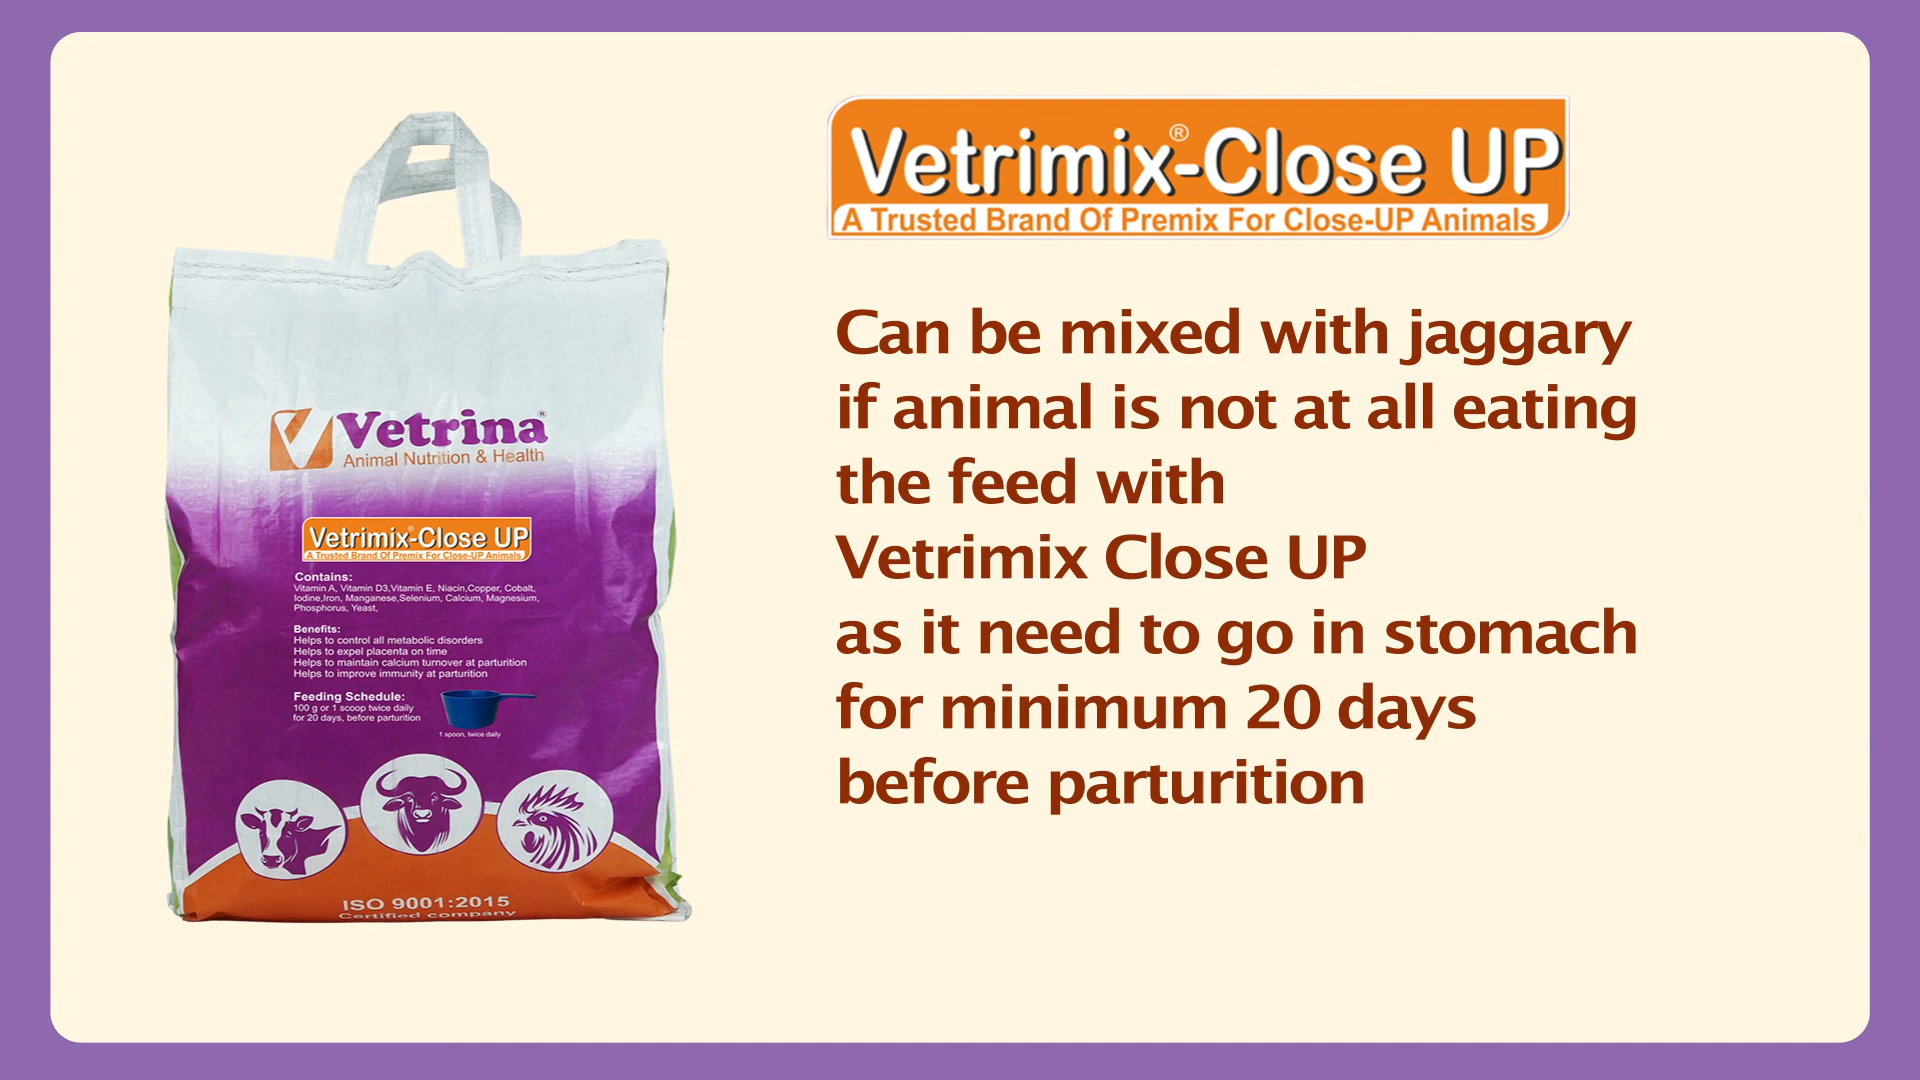 Vetrimix®-Close UP
A Trusted Brand Of Premix For Close-UP Animals
Can be mixed with jaggary
if animal is not at all eating
the feed with
Vetrimix Close UP
as it need to go in stomach
for minimum 20 days
before parturition
Vetrina®
Animal Nutrition & Health
Vetrimix®-Close UP
A Trusted Brand Of Premix For Close-UP Animals
Contains:
Vitamin A, Vitamin D3,Vitamin E, Niacin,Copper, Cobalt,
Iodine,Iron, Manganese,Selenium, Calcium, Magnesium,
Phosphorus, Yeast,
Benefits:
Helps to control all metabolic disorders
Helps to expel placenta on time
Helps to maintain calcium turnover at parturition
Helps to improve immunity at parturition
Feeding Schedule:
100 g or 1 scoop twice daily
for 20 days, before parturition
1 spoon, twice daily
ISO 9001:2015
Certified company